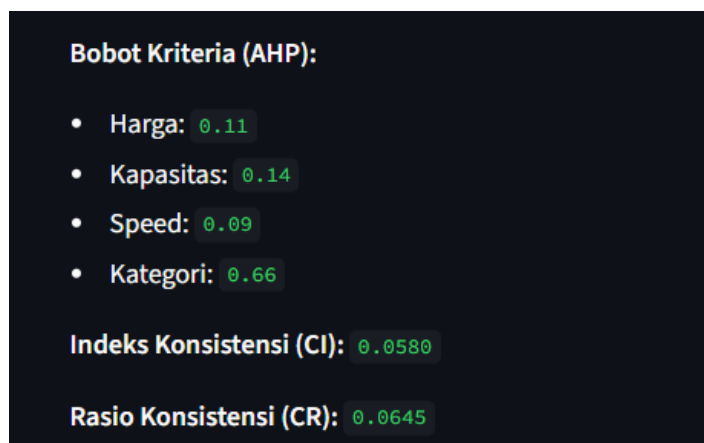 Bobot Kriteria (AHP):
• Harga: 0.11
• Kapasitas: 0.14
• Speed: 0.09
• Kategori: 0.66
Indeks Konsistensi (CI): 0.0580
Rasio Konsistensi (CR): 0.0645